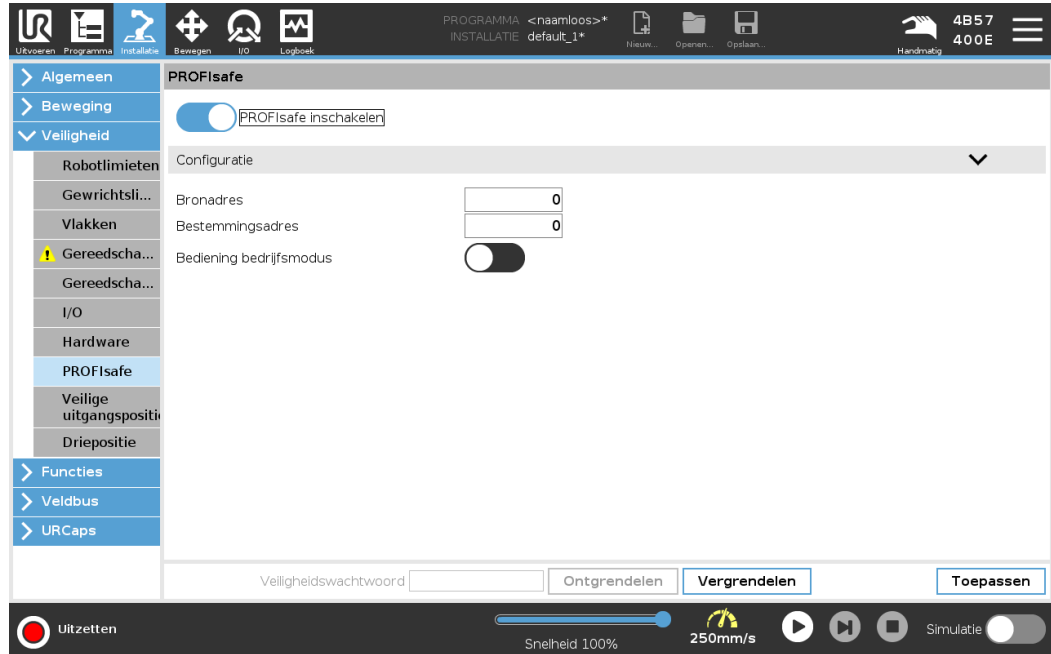 PROGRAMMA <naamloos>*
INSTALLATIE default_1*
UR
Uitvoeren
Programma
Installatie
Bewegen
I/O
Logboek
Nieuw...
Openen...
Opslaan...
Handmatig
4B57
400E
Algemeen
Beweging
Veiligheid
Robotlimieten
Gewrichtsli...
Vlakken
Gereedscha...
Gereedscha...
I/O
Hardware
PROFIsafe
Veilige
uitgangspositi
Driepositie
Functies
Veldbus
URCaps
PROFIsafe
PROFIsafe inschakelen
Configuratie
Bronadres 0
Bestemmingsadres 0
Bediening bedrijfsmodus
Veiligheidswachtwoord Ontgrendelen Vergrendelen Toepassen
Uitzetten
Snelheid 100%
250mm/s
Simulatie